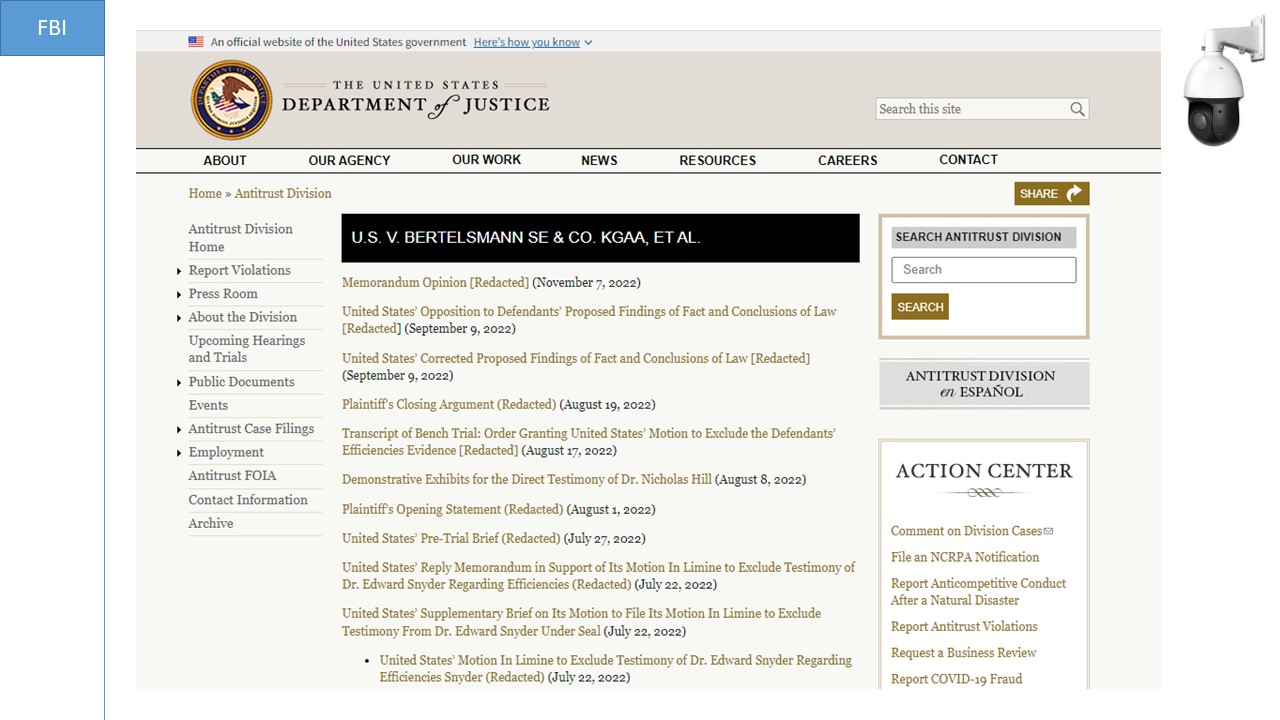 FBI
An official website of the United States government Here's how you know
THE UNITED STATES
DEPARTMENT of JUSTICE
Search this site
ABOUT OUR AGENCY OUR WORK NEWS RESOURCES CAREERS CONTACT
Home » Antitrust Division
SHARE
Antitrust Division
Home
Report Violations
Press Room
About the Division
Upcoming Hearings
and Trials
Public Documents
Events
Antitrust Case Filings
Employment
Antitrust FOIA
Contact Information
Archive
U.S. V. BERTELSMANN SE & CO. KGAA, ET AL.
Memorandum Opinion [Redacted] (November 7, 2022)
United States' Opposition to Defendants' Proposed Findings of Fact and Conclusions of Law
[Redacted] (September 9, 2022)
United States' Corrected Proposed Findings of Fact and Conclusions of Law [Redacted]
(September 9, 2022)
Plaintiff's Closing Argument (Redacted) (August 19, 2022)
Transcript of Bench Trial: Order Granting United States' Motion to Exclude the Defendants'
Efficiencies Evidence [Redacted] (August 17, 2022)
Demonstrative Exhibits for the Direct Testimony of Dr. Nicholas Hill (August 8, 2022)
Plaintiff's Opening Statement (Redacted) (August 1, 2022)
United States' Pre-Trial Brief (Redacted) (July 27, 2022)
United States' Reply Memorandum in Support of Its Motion In Limine to Exclude Testimony of
Dr. Edward Snyder Regarding Efficiencies (Redacted) (July 22, 2022)
United States' Supplementary Brief on Its Motion to File Its Motion In Limine to Exclude
Testimony From Dr. Edward Snyder Under Seal (July 22, 2022)
• United States' Motion In Limine to Exclude Testimony of Dr. Edward Snyder Regarding
Efficiencies Snyder (Redacted) (July 22, 2022)
SEARCH ANTITRUST DIVISION
Search
SEARCH
ANTITRUST DIVISION
en ESPAÑOL
ACTION CENTER
Comment on Division Cases
File an NCRPA Notification
Report Anticompetitive Conduct
After a Natural Disaster
Report Antitrust Violations
Request a Business Review
Report COVID-19 Fraud